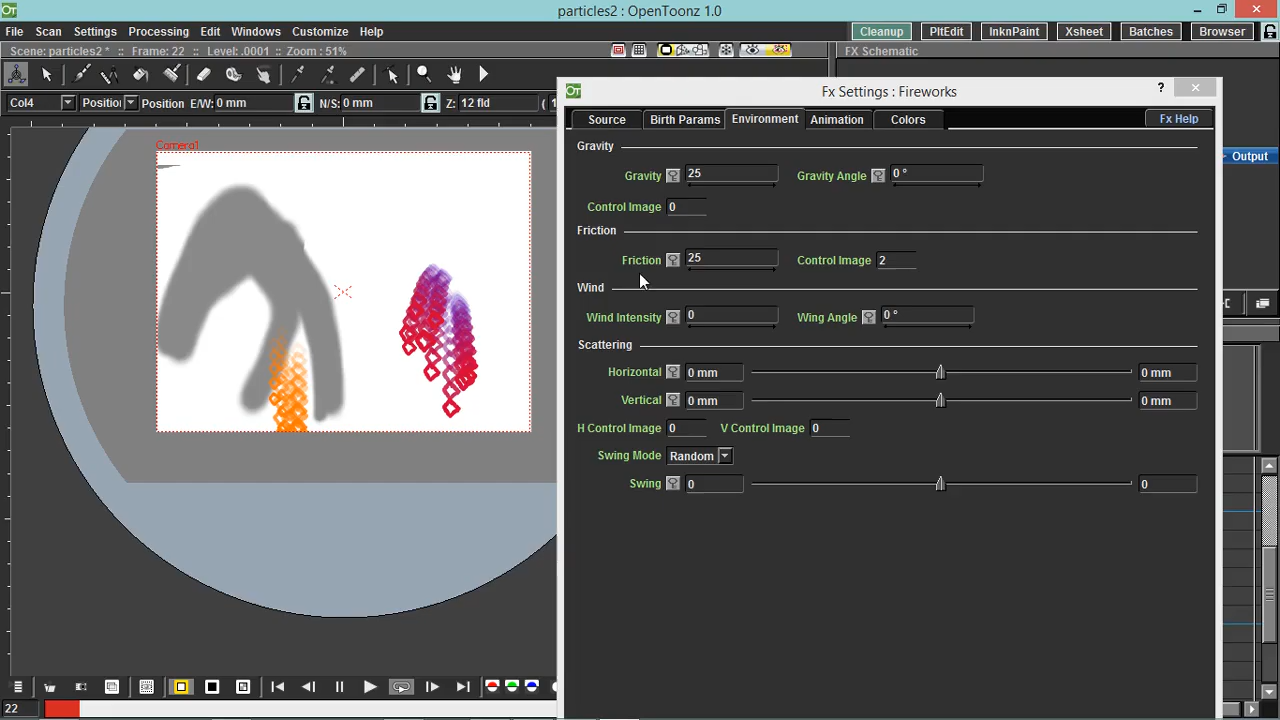 particles2 : OpenToonz 1.0
File Scan Settings Processing Edit Windows Customize Help
Cleanup PltEdit InknPaint Xsheet Batches Browser
Scene: particles2 * :: Frame: 22 :: Level: .0001 :: Zoom : 51%
FX Schematic
Col4 Position Position E/W: 0 mm N/S: 0 mm Z: 12 fld
Fx Settings : Fireworks
?
Source Birth Params Environment Animation Colors Fx Help
Camera1
Output
Gravity
Gravity 25 Gravity Angle 0 °
Control Image 0
Friction
Friction 25 Control Image 2
Wind
Wind Intensity 0 Wing Angle 0 °
Scattering
Horizontal 0 mm 0 mm
Vertical 0 mm 0 mm
H Control Image 0 V Control Image 0
Swing Mode Random
Swing 0 0
22